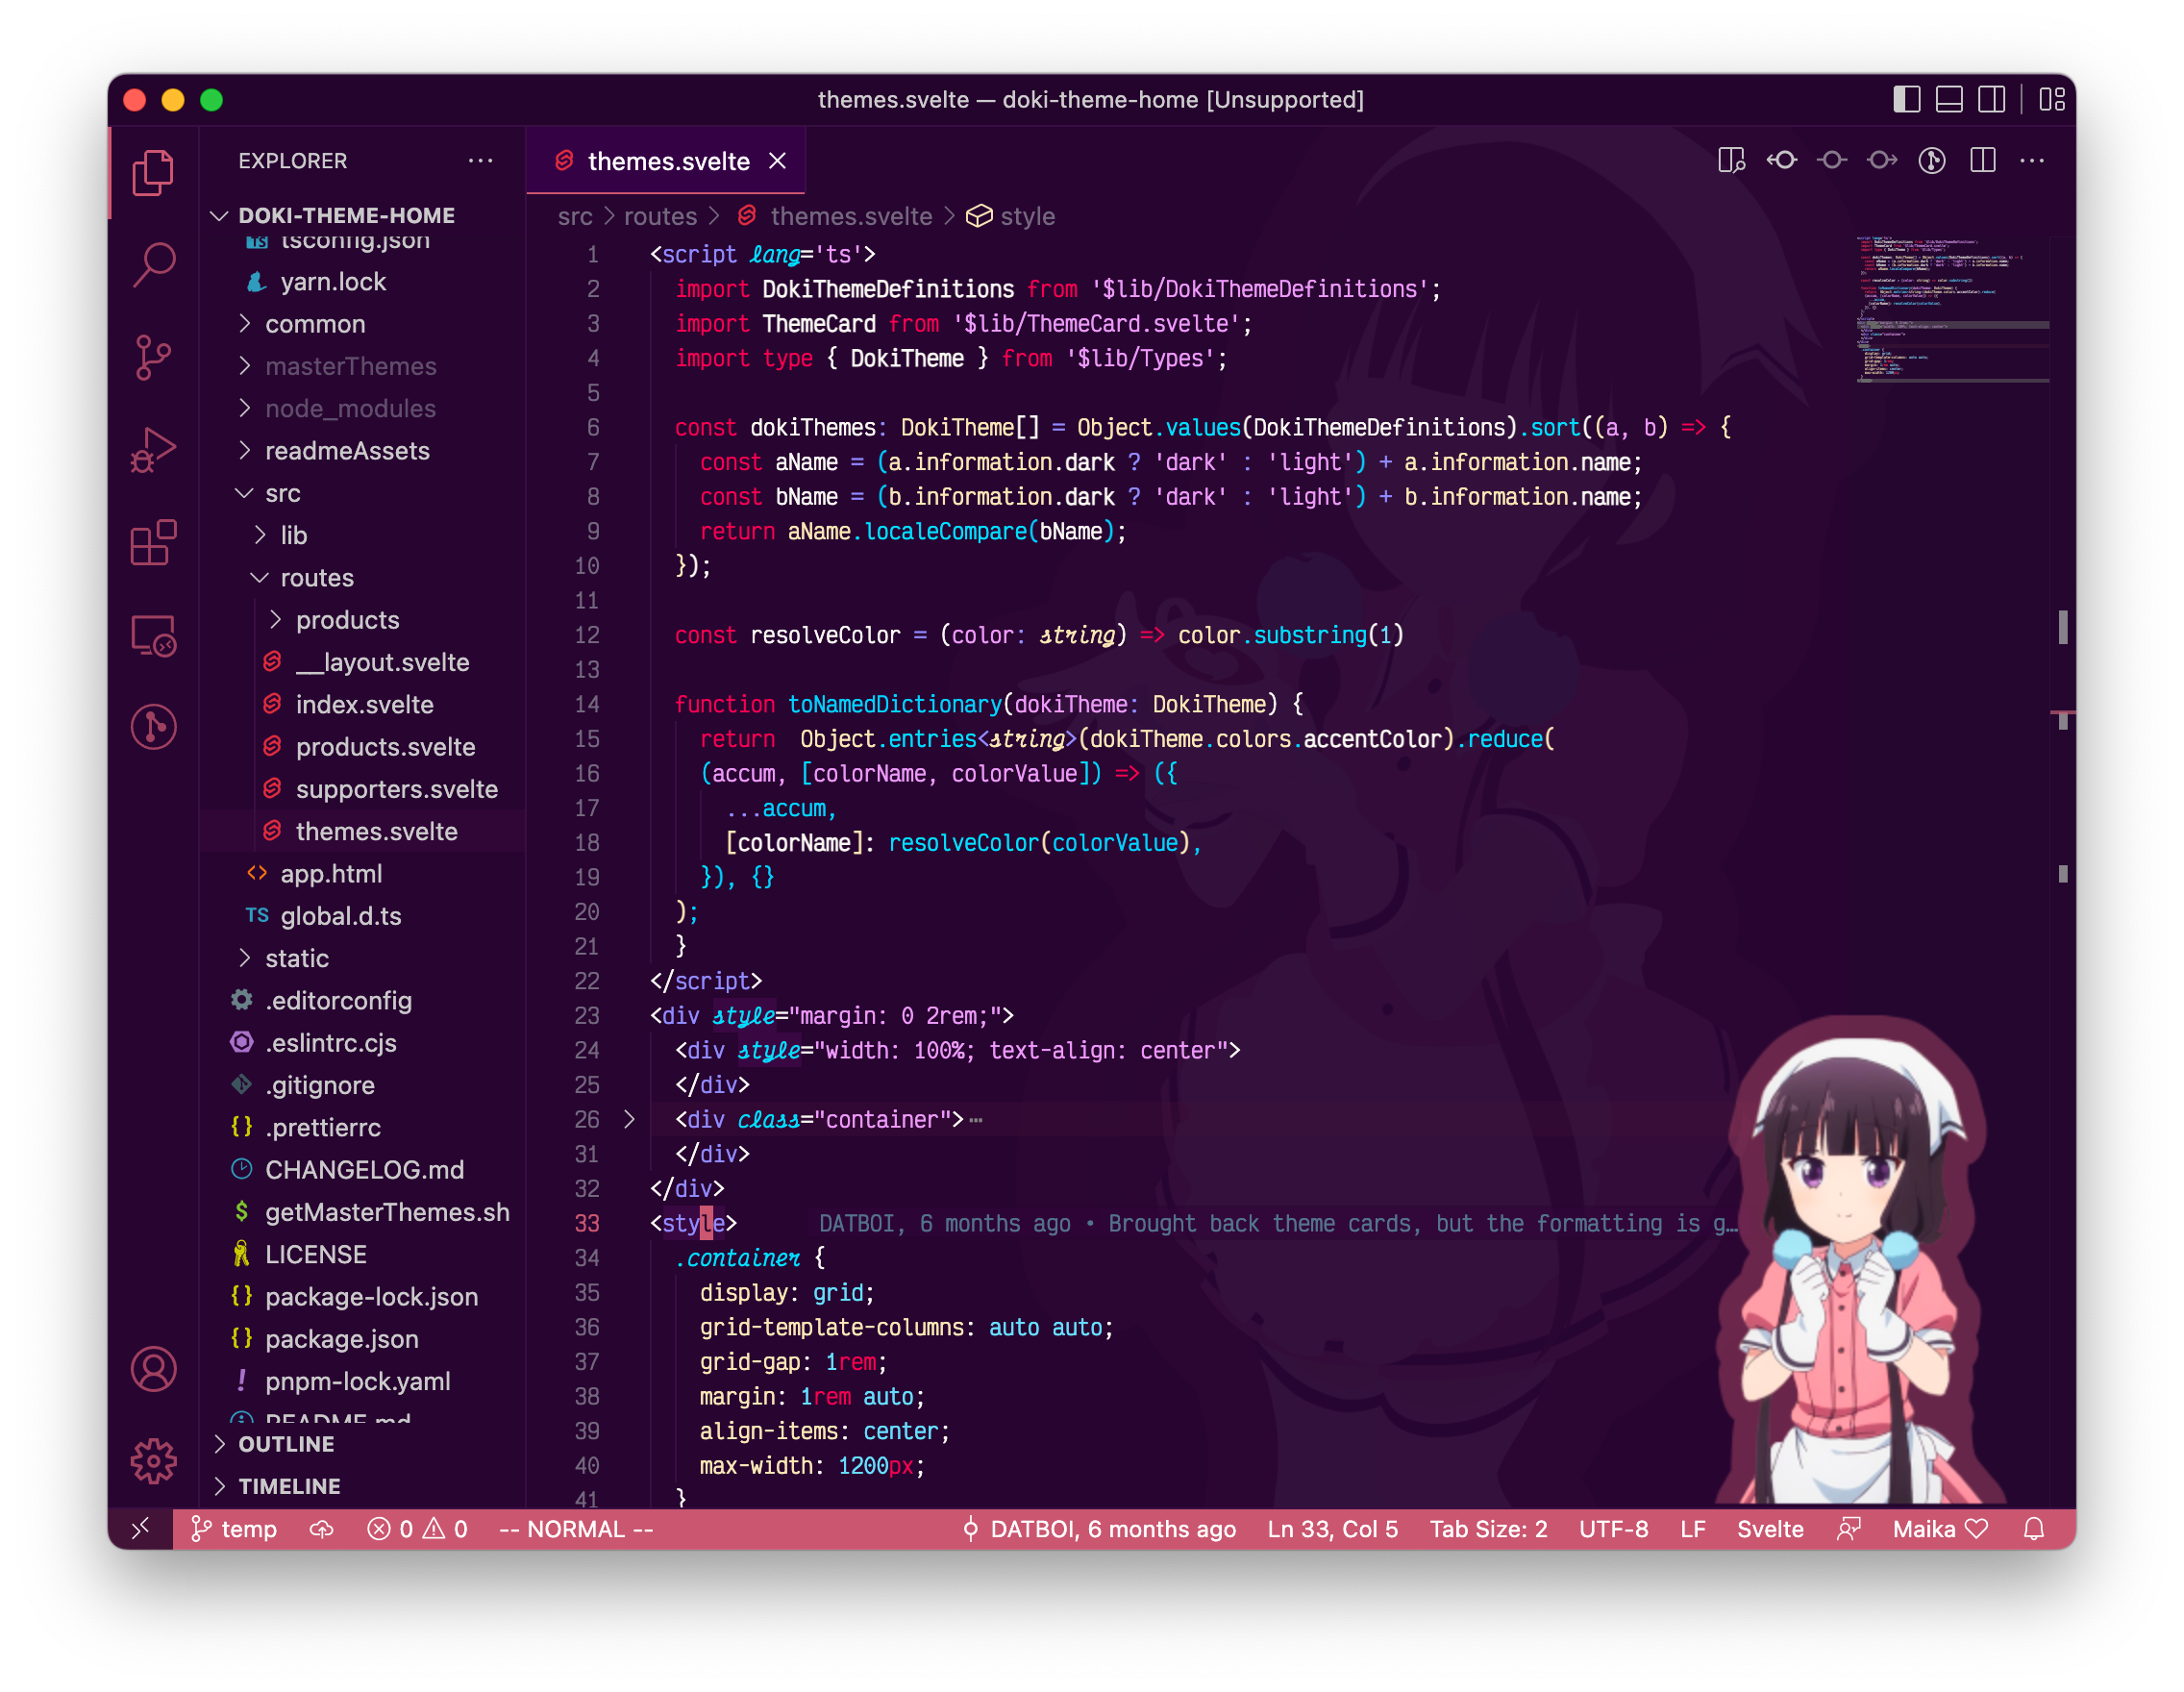 themes.svelte — doki-theme-home [Unsupported]
EXPLORER
DOKI-THEME-HOME
tsconfig.json
yarn.lock
common
masterThemes
node_modules
readmeAssets
src
lib
routes
products
__layout.svelte
index.svelte
products.svelte
supporters.svelte
themes.svelte
app.html
TS global.d.ts
static
.editorconfig
.eslintrc.cjs
.gitignore
.prettierrc
CHANGELOG.md
getMasterThemes.sh
LICENSE
package-lock.json
package.json
pnpm-lock.yaml
README.md
OUTLINE
TIMELINE
themes.svelte
src > routes > themes.svelte > style
1 <script lang='ts'>
2 import DokiThemeDefinitions from '$lib/DokiThemeDefinitions';
3 import ThemeCard from '$lib/ThemeCard.svelte';
4 import type { DokiTheme } from '$lib/Types';
5
6 const dokiThemes: DokiTheme[] = Object.values(DokiThemeDefinitions).sort((a, b) => {
7 const aName = (a.information.dark ? 'dark' : 'light') + a.information.name;
8 const bName = (b.information.dark ? 'dark' : 'light') + b.information.name;
9 return aName.localeCompare(bName);
10 });
11
12 const resolveColor = (color: string) => color.substring(1)
13
14 function toNamedDictionary(dokiTheme: DokiTheme) {
15 return  Object.entries<string>(dokiTheme.colors.accentColor).reduce(
16 (accum, [colorName, colorValue]) => ({
17 ...accum,
18 [colorName]: resolveColor(colorValue),
19 }), {}
20 );
21 }
22 </script>
23 <div style="margin: 0 2rem;">
24 <div style="width: 100%; text-align: center">
25 </div>
26 <div class="container">…
31 </div>
32 </div>
33 <style> DATBOI, 6 months ago • Brought back theme cards, but the formatting is g…
34 .container {
35 display: grid;
36 grid-template-columns: auto auto;
37 grid-gap: 1rem;
38 margin: 1rem auto;
39 align-items: center;
40 max-width: 1200px;
41 }
temp 0 0 -- NORMAL -- DATBOI, 6 months ago Ln 33, Col 5 Tab Size: 2 UTF-8 LF Svelte Maika ♡